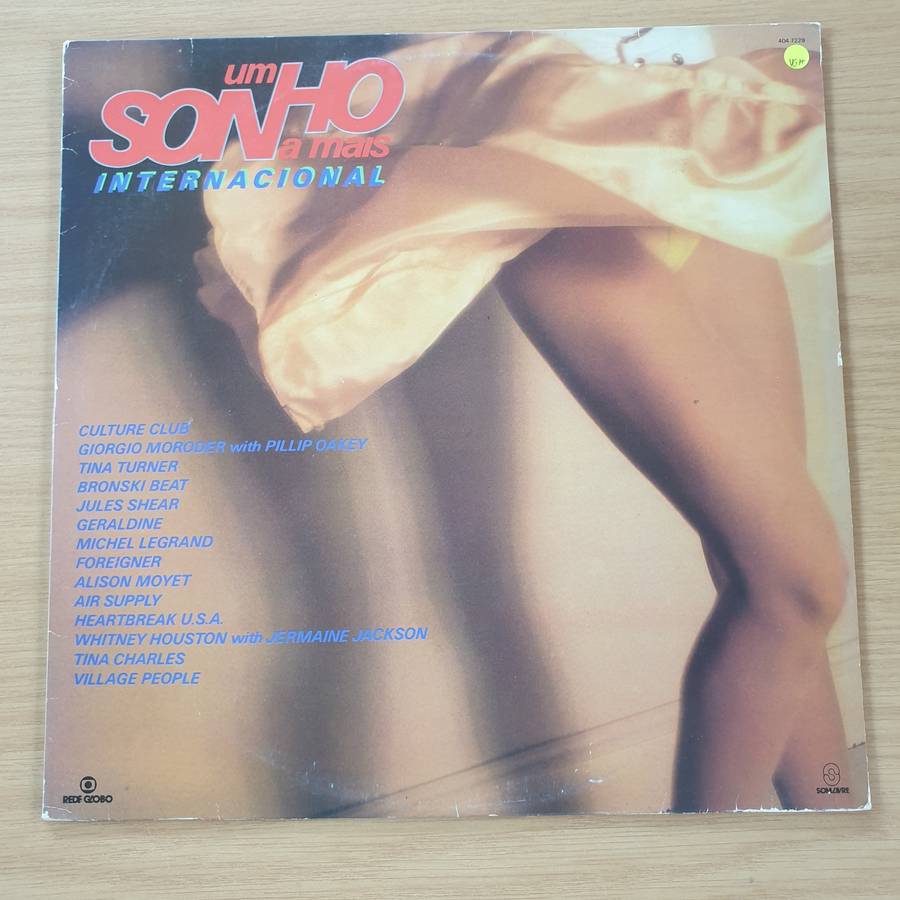 404.7229
um
SONHO
a mais
INTERNACIONAL
CULTURE CLUB
GIORGIO MORODER with PILLIP OAKEY
TINA TURNER
BRONSKI BEAT
JULES SHEAR
GERALDINE
MICHEL LEGRAND
FOREIGNER
ALISON MOYET
AIR SUPPLY
HEARTBREAK U.S.A.
WHITNEY HOUSTON with JERMAINE JACKSON
TINA CHARLES
VILLAGE PEOPLE
REDE GLOBO
SOM LIVRE